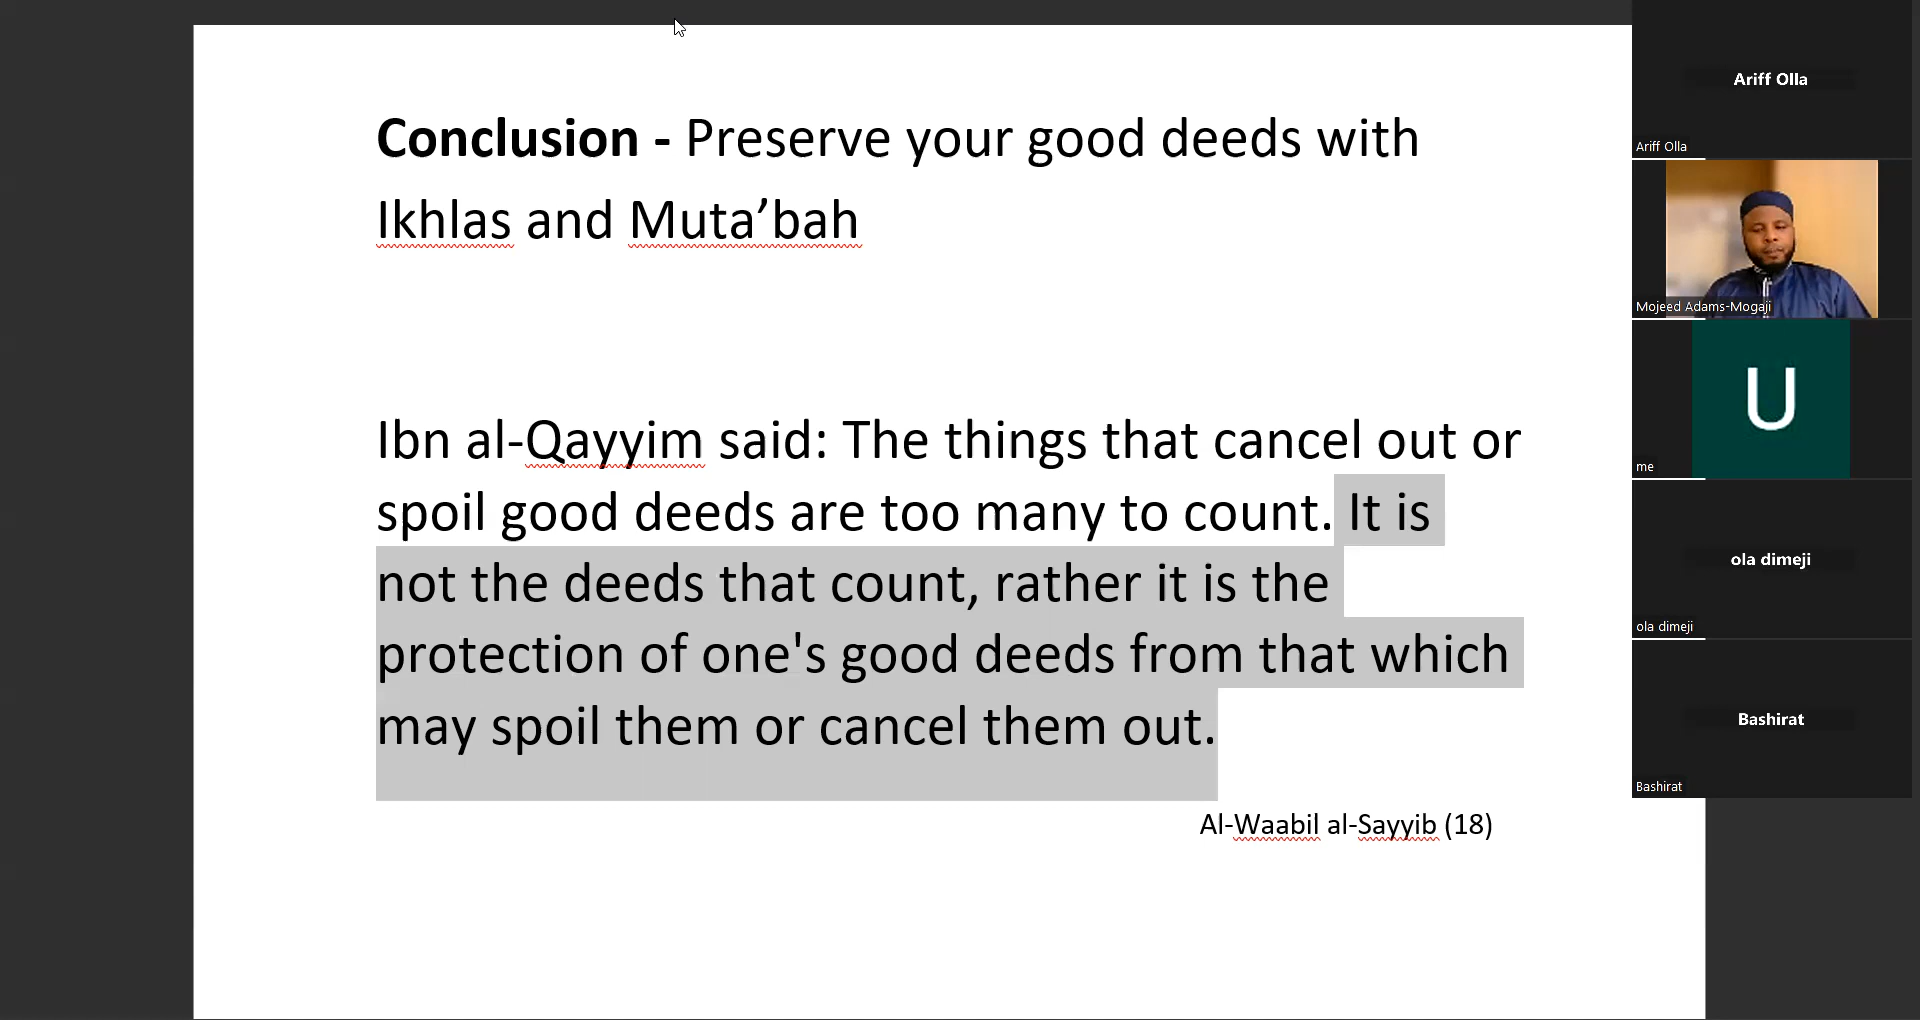 Conclusion - Preserve your good deeds with
Ikhlas and Muta’bah
Ibn al-Qayyim said: The things that cancel out or
spoil good deeds are too many to count. It is
not the deeds that count, rather it is the
protection of one's good deeds from that which
may spoil them or cancel them out.
Al-Waabil al-Sayyib (18)
Ariff Olla
Ariff Olla
Mojeed Adams-Mogaji
U
me
ola dimeji
ola dimeji
Bashirat
Bashirat